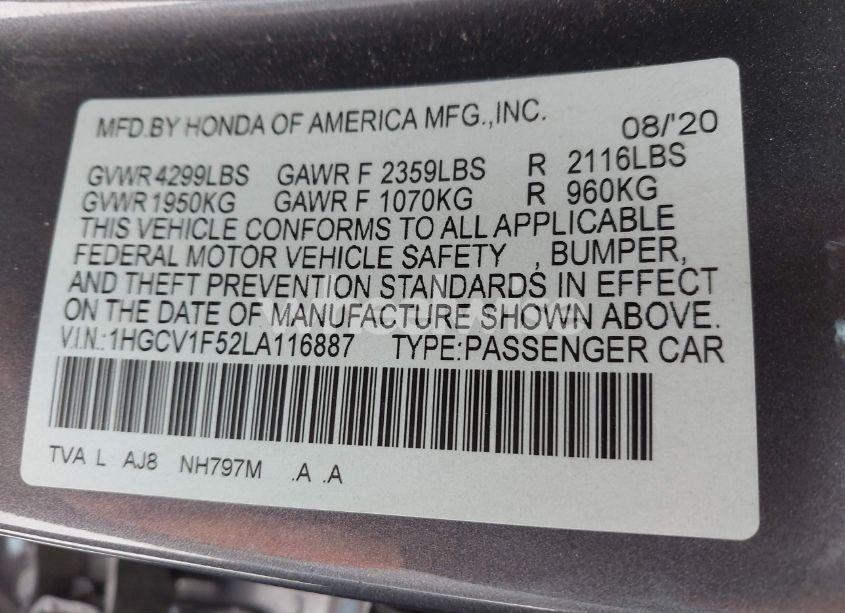 MFD.BY HONDA OF AMERICA MFG.,INC. 08/'20
GVWR 4299LBS GAWR F 2359LBS R 2116LBS
GVWR 1950KG GAWR F 1070KG R 960KG
THIS VEHICLE CONFORMS TO ALL APPLICABLE
FEDERAL MOTOR VEHICLE SAFETY , BUMPER,
AND THEFT PREVENTION STANDARDS IN EFFECT
ON THE DATE OF MANUFACTURE SHOWN ABOVE.
V.I.N.:1HGCV1F52LA116887 TYPE:PASSENGER CAR
TVA L AJ8 NH797M .A .A